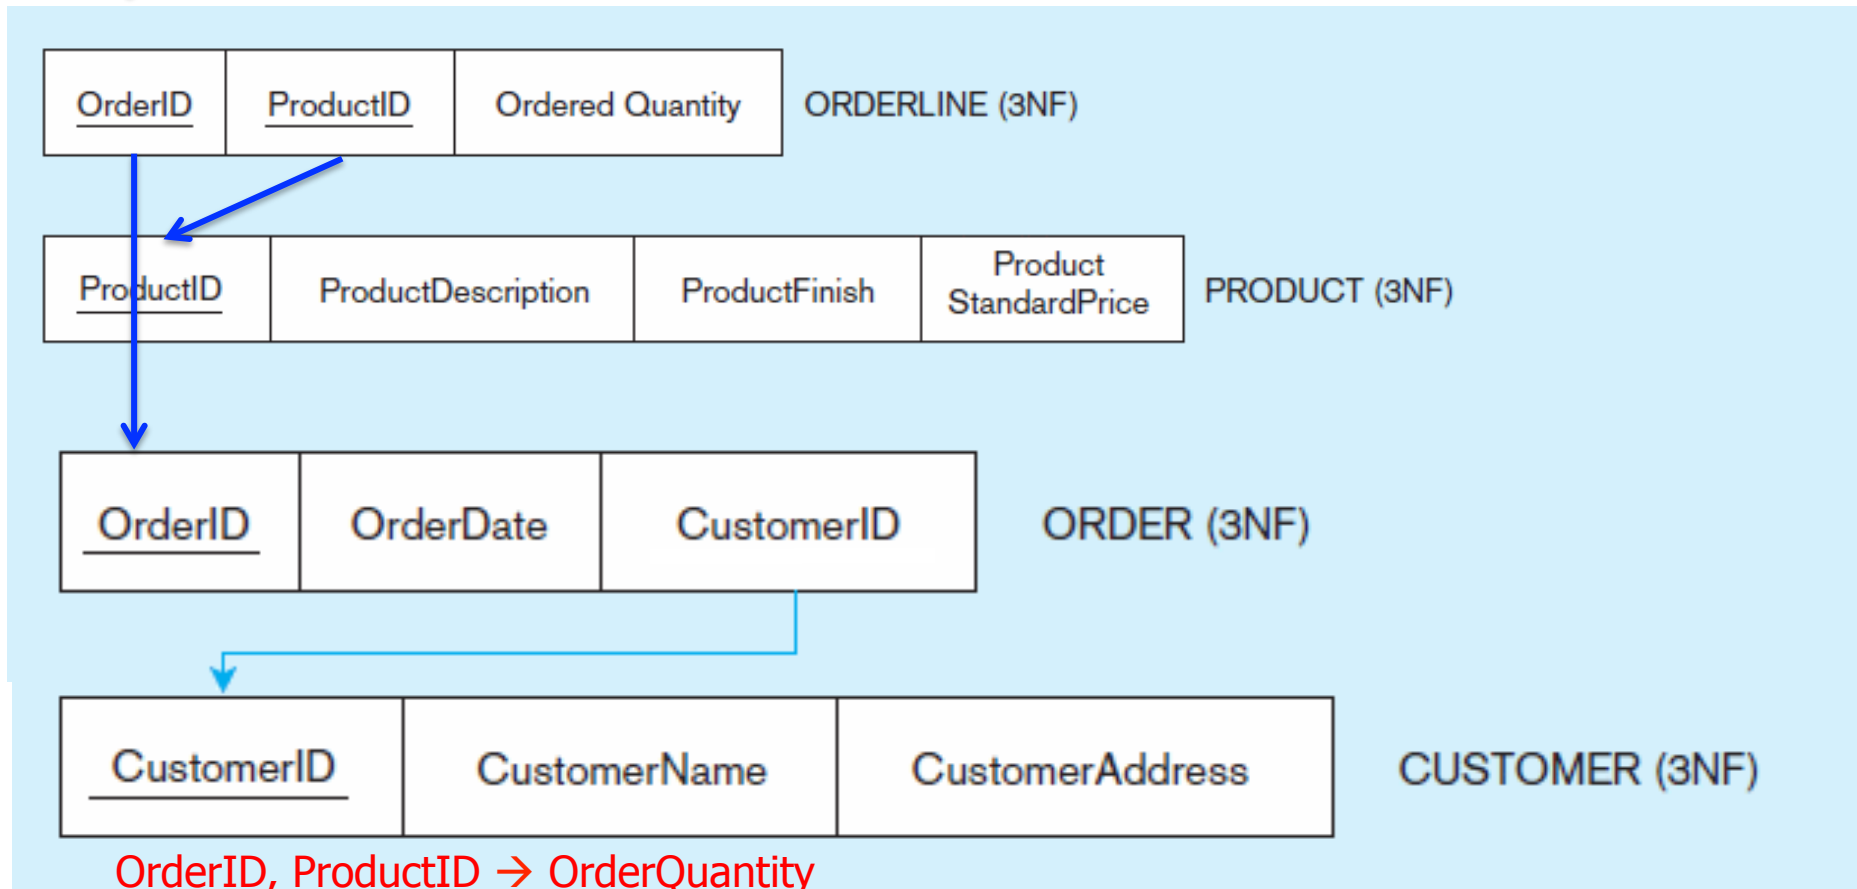 OrderID ProductID Ordered Quantity ORDERLINE (3NF)
ProductID ProductDescription ProductFinish Product StandardPrice PRODUCT (3NF)
OrderID OrderDate CustomerID ORDER (3NF)
CustomerID CustomerName CustomerAddress CUSTOMER (3NF)
OrderID, ProductID → OrderQuantity